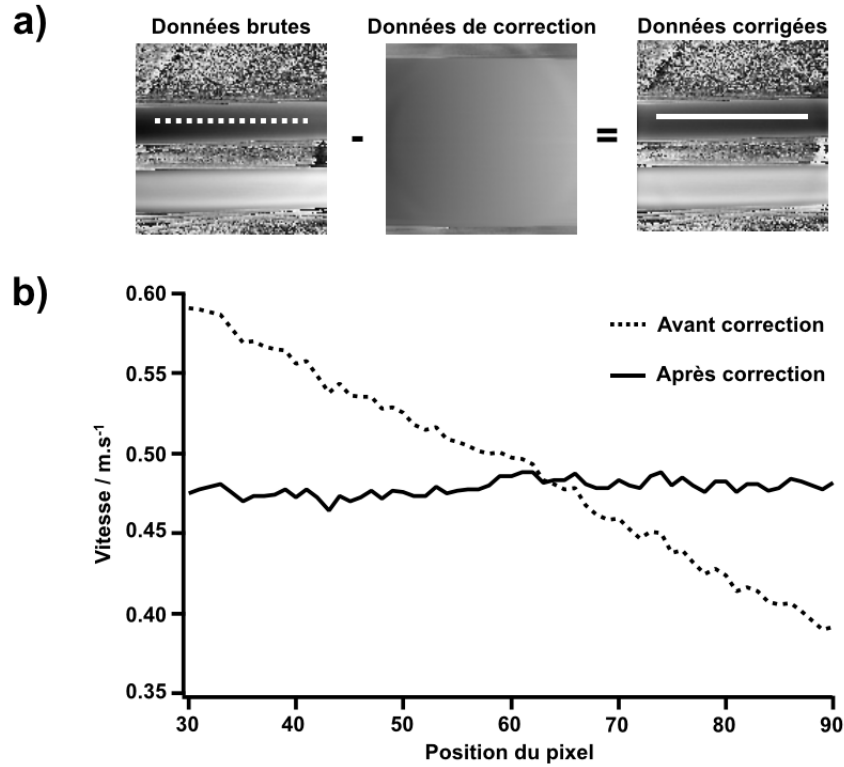 a)
Données brutes
Données de correction
Données corrigées
-
=
b)
0.60
0.55
0.50
0.45
0.40
0.35
Vitesse / m.s-1
Avant correction
Après correction
30 40 50 60 70 80 90
Position du pixel